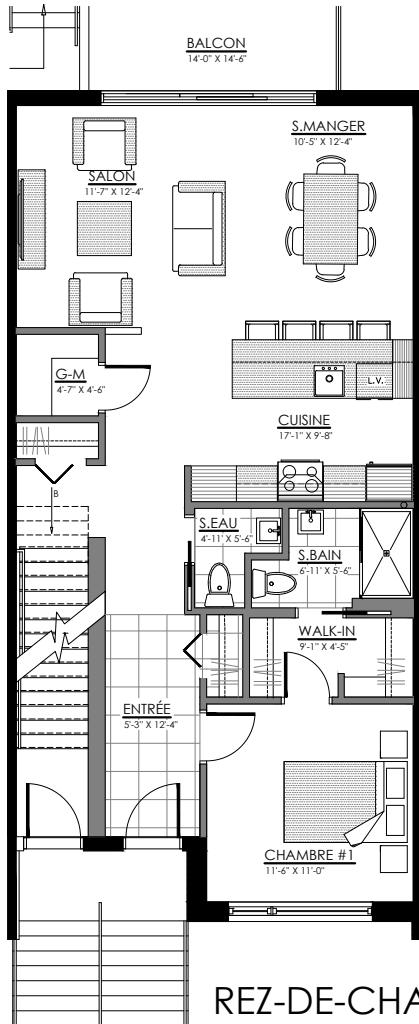 BALCON
14'-0" X 14'-6"
S.MANGER
10'-5" X 12'-4"
SALON
11'-7" X 12'-4"
G-M
4'-7" X 4'-6"
L.V.
CUISINE
17'-1" X 9'-8"
B
S.EAU
4'-11' X 5'-6"
S.BAIN
6'-11' X 5'-6"
WALK-IN
9'-1" X 4'-5"
ENTRÉE
5'-3" X 12'-4"
CHAMBRE #1
11'-6" X 11'-0"
REZ-DE-CHA